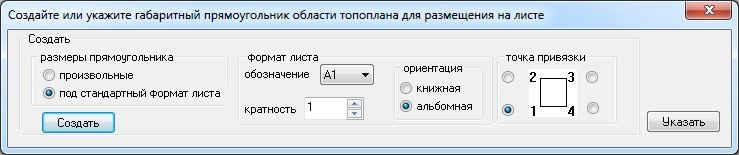 Создайте или укажите габаритный прямоугольник области топоплана для размещения на листе
Создать
размеры прямоугольника
произвольные
под стандартный формат листа
Создать
Формат листа
обозначение A1
кратность 1
ориентация
книжная
альбомная
точка привязки
2 3
1 4
Указать